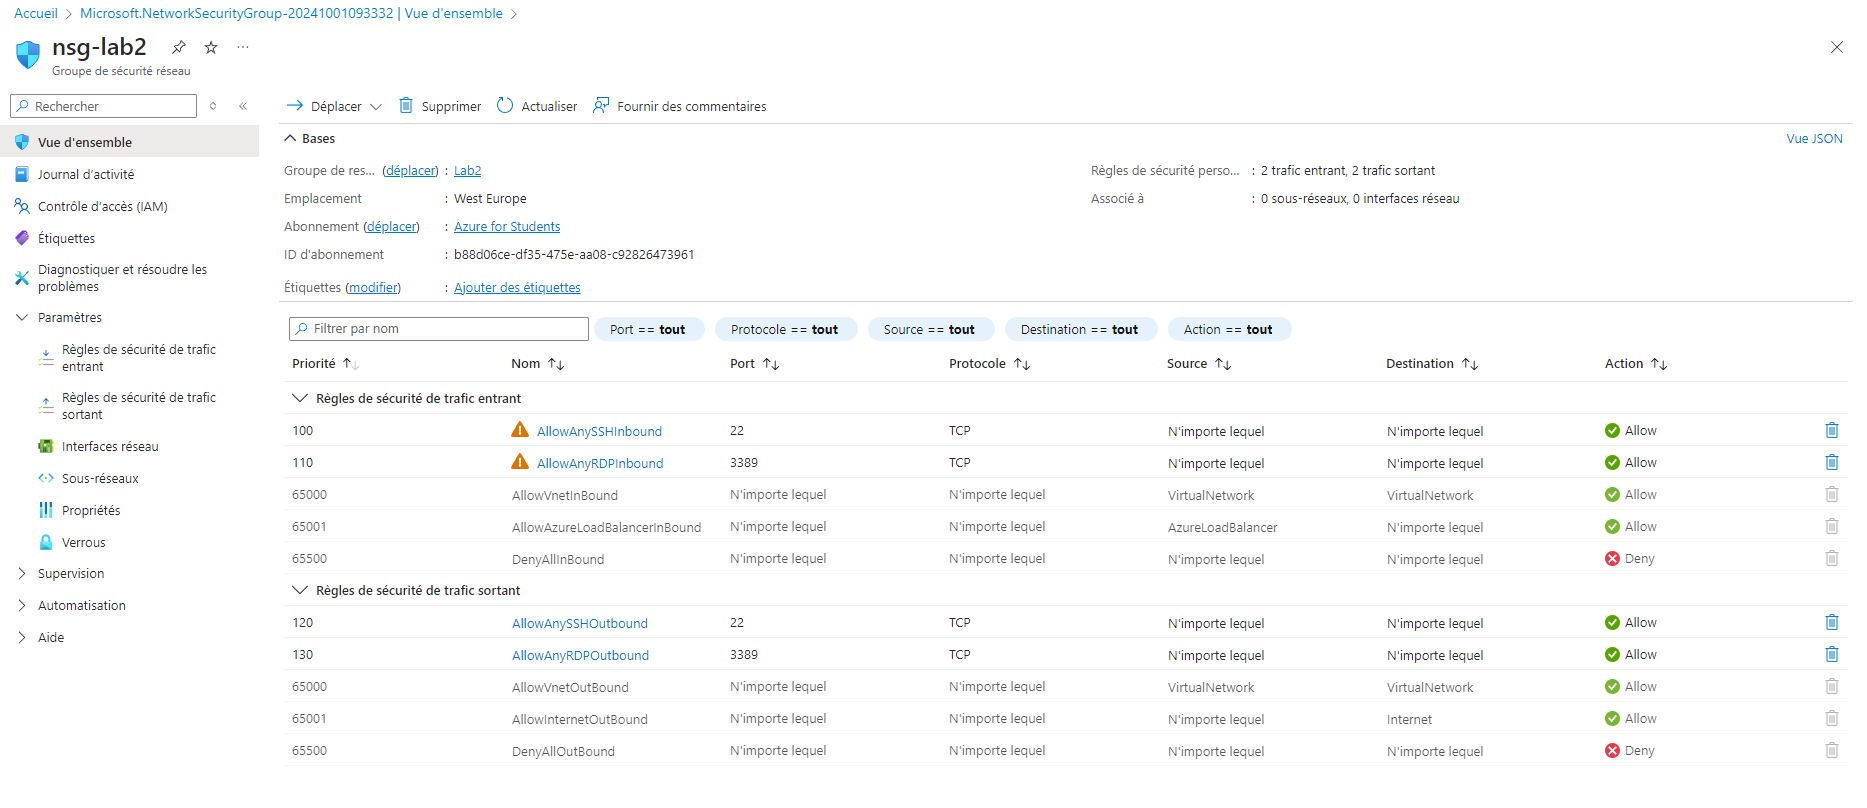 Accueil > Microsoft.NetworkSecurityGroup-20241001093332 | Vue d'ensemble >
nsg-lab2
Groupe de sécurité réseau
Rechercher
Déplacer Supprimer Actualiser Fournir des commentaires
Vue d'ensemble
Journal d'activité
Contrôle d'accès (IAM)
Étiquettes
Diagnostiquer et résoudre les
problèmes
Paramètres
Règles de sécurité de trafic
entrant
Règles de sécurité de trafic
sortant
Interfaces réseau
Sous-réseaux
Propriétés
Verrous
Supervision
Automatisation
Aide
Bases Vue JSON
Groupe de res... (déplacer) : Lab2 Règles de sécurité perso... : 2 trafic entrant, 2 trafic sortant
Emplacement : West Europe Associé à : 0 sous-réseaux, 0 interfaces réseau
Abonnement (déplacer) : Azure for Students
ID d'abonnement : b88d06ce-df35-475e-aa08-c92826473961
Étiquettes (modifier) : Ajouter des étiquettes
Filtrer par nom Port == tout Protocole == tout Source == tout Destination == tout Action == tout
Priorité Nom Port Protocole Source Destination Action
Règles de sécurité de trafic entrant
100 AllowAnySSHInbound 22 TCP N'importe lequel N'importe lequel Allow
110 AllowAnyRDPInbound 3389 TCP N'importe lequel N'importe lequel Allow
65000 AllowVnetInBound N'importe lequel N'importe lequel VirtualNetwork VirtualNetwork Allow
65001 AllowAzureLoadBalancerInBound N'importe lequel N'importe lequel AzureLoadBalancer N'importe lequel Allow
65500 DenyAllInBound N'importe lequel N'importe lequel N'importe lequel N'importe lequel Deny
Règles de sécurité de trafic sortant
120 AllowAnySSHOutbound 22 TCP N'importe lequel N'importe lequel Allow
130 AllowAnyRDPOutbound 3389 TCP N'importe lequel N'importe lequel Allow
65000 AllowVnetOutBound N'importe lequel N'importe lequel VirtualNetwork VirtualNetwork Allow
65001 AllowInternetOutBound N'importe lequel N'importe lequel N'importe lequel Internet Allow
65500 DenyAllOutBound N'importe lequel N'importe lequel N'importe lequel N'importe lequel Deny